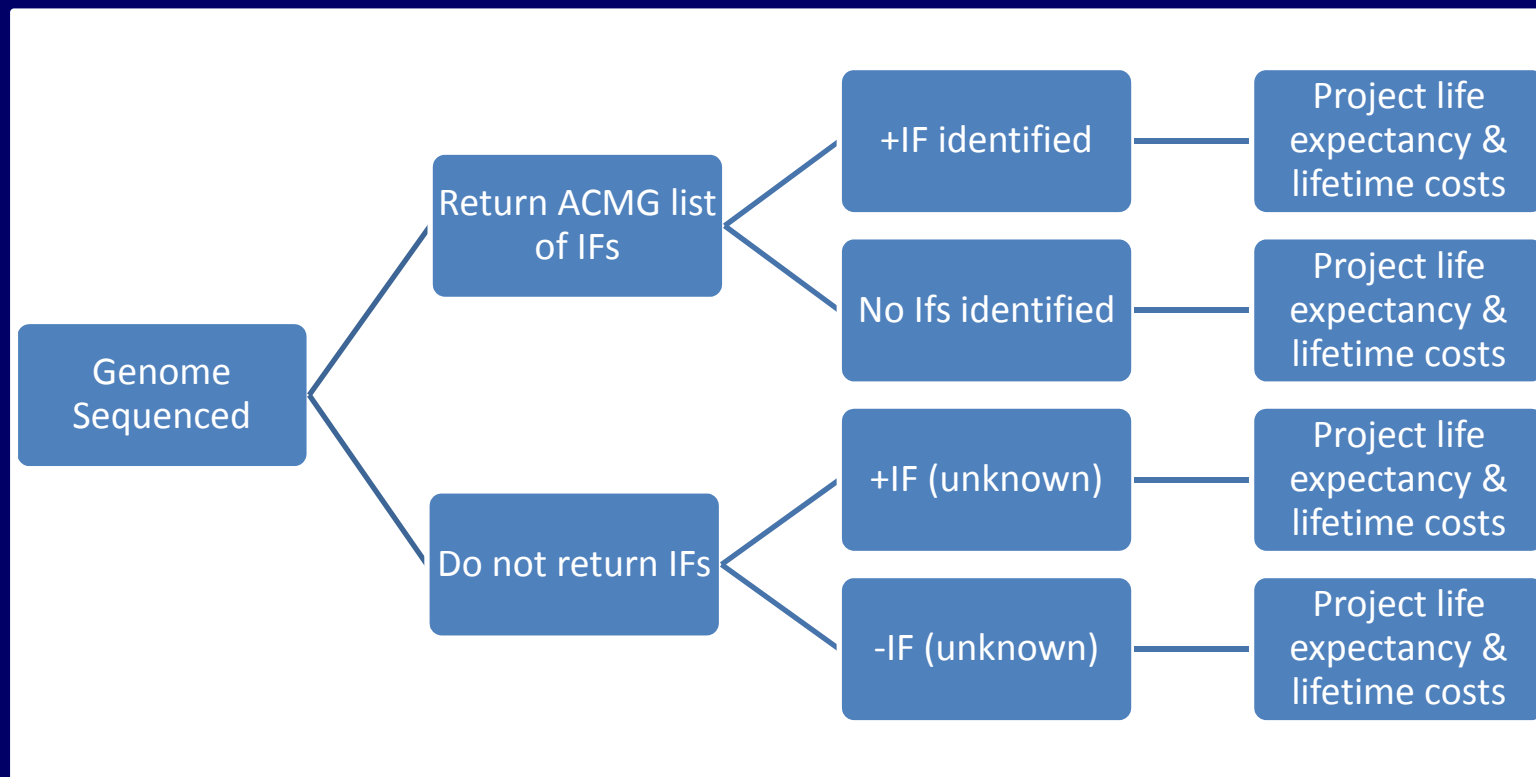 Genome
Sequenced
Return ACMG list
of IFs
Do not return IFs
+IF identified
No Ifs identified
+IF (unknown)
-IF (unknown)
Project life
expectancy &
lifetime costs
Project life
expectancy &
lifetime costs
Project life
expectancy &
lifetime costs
Project life
expectancy &
lifetime costs